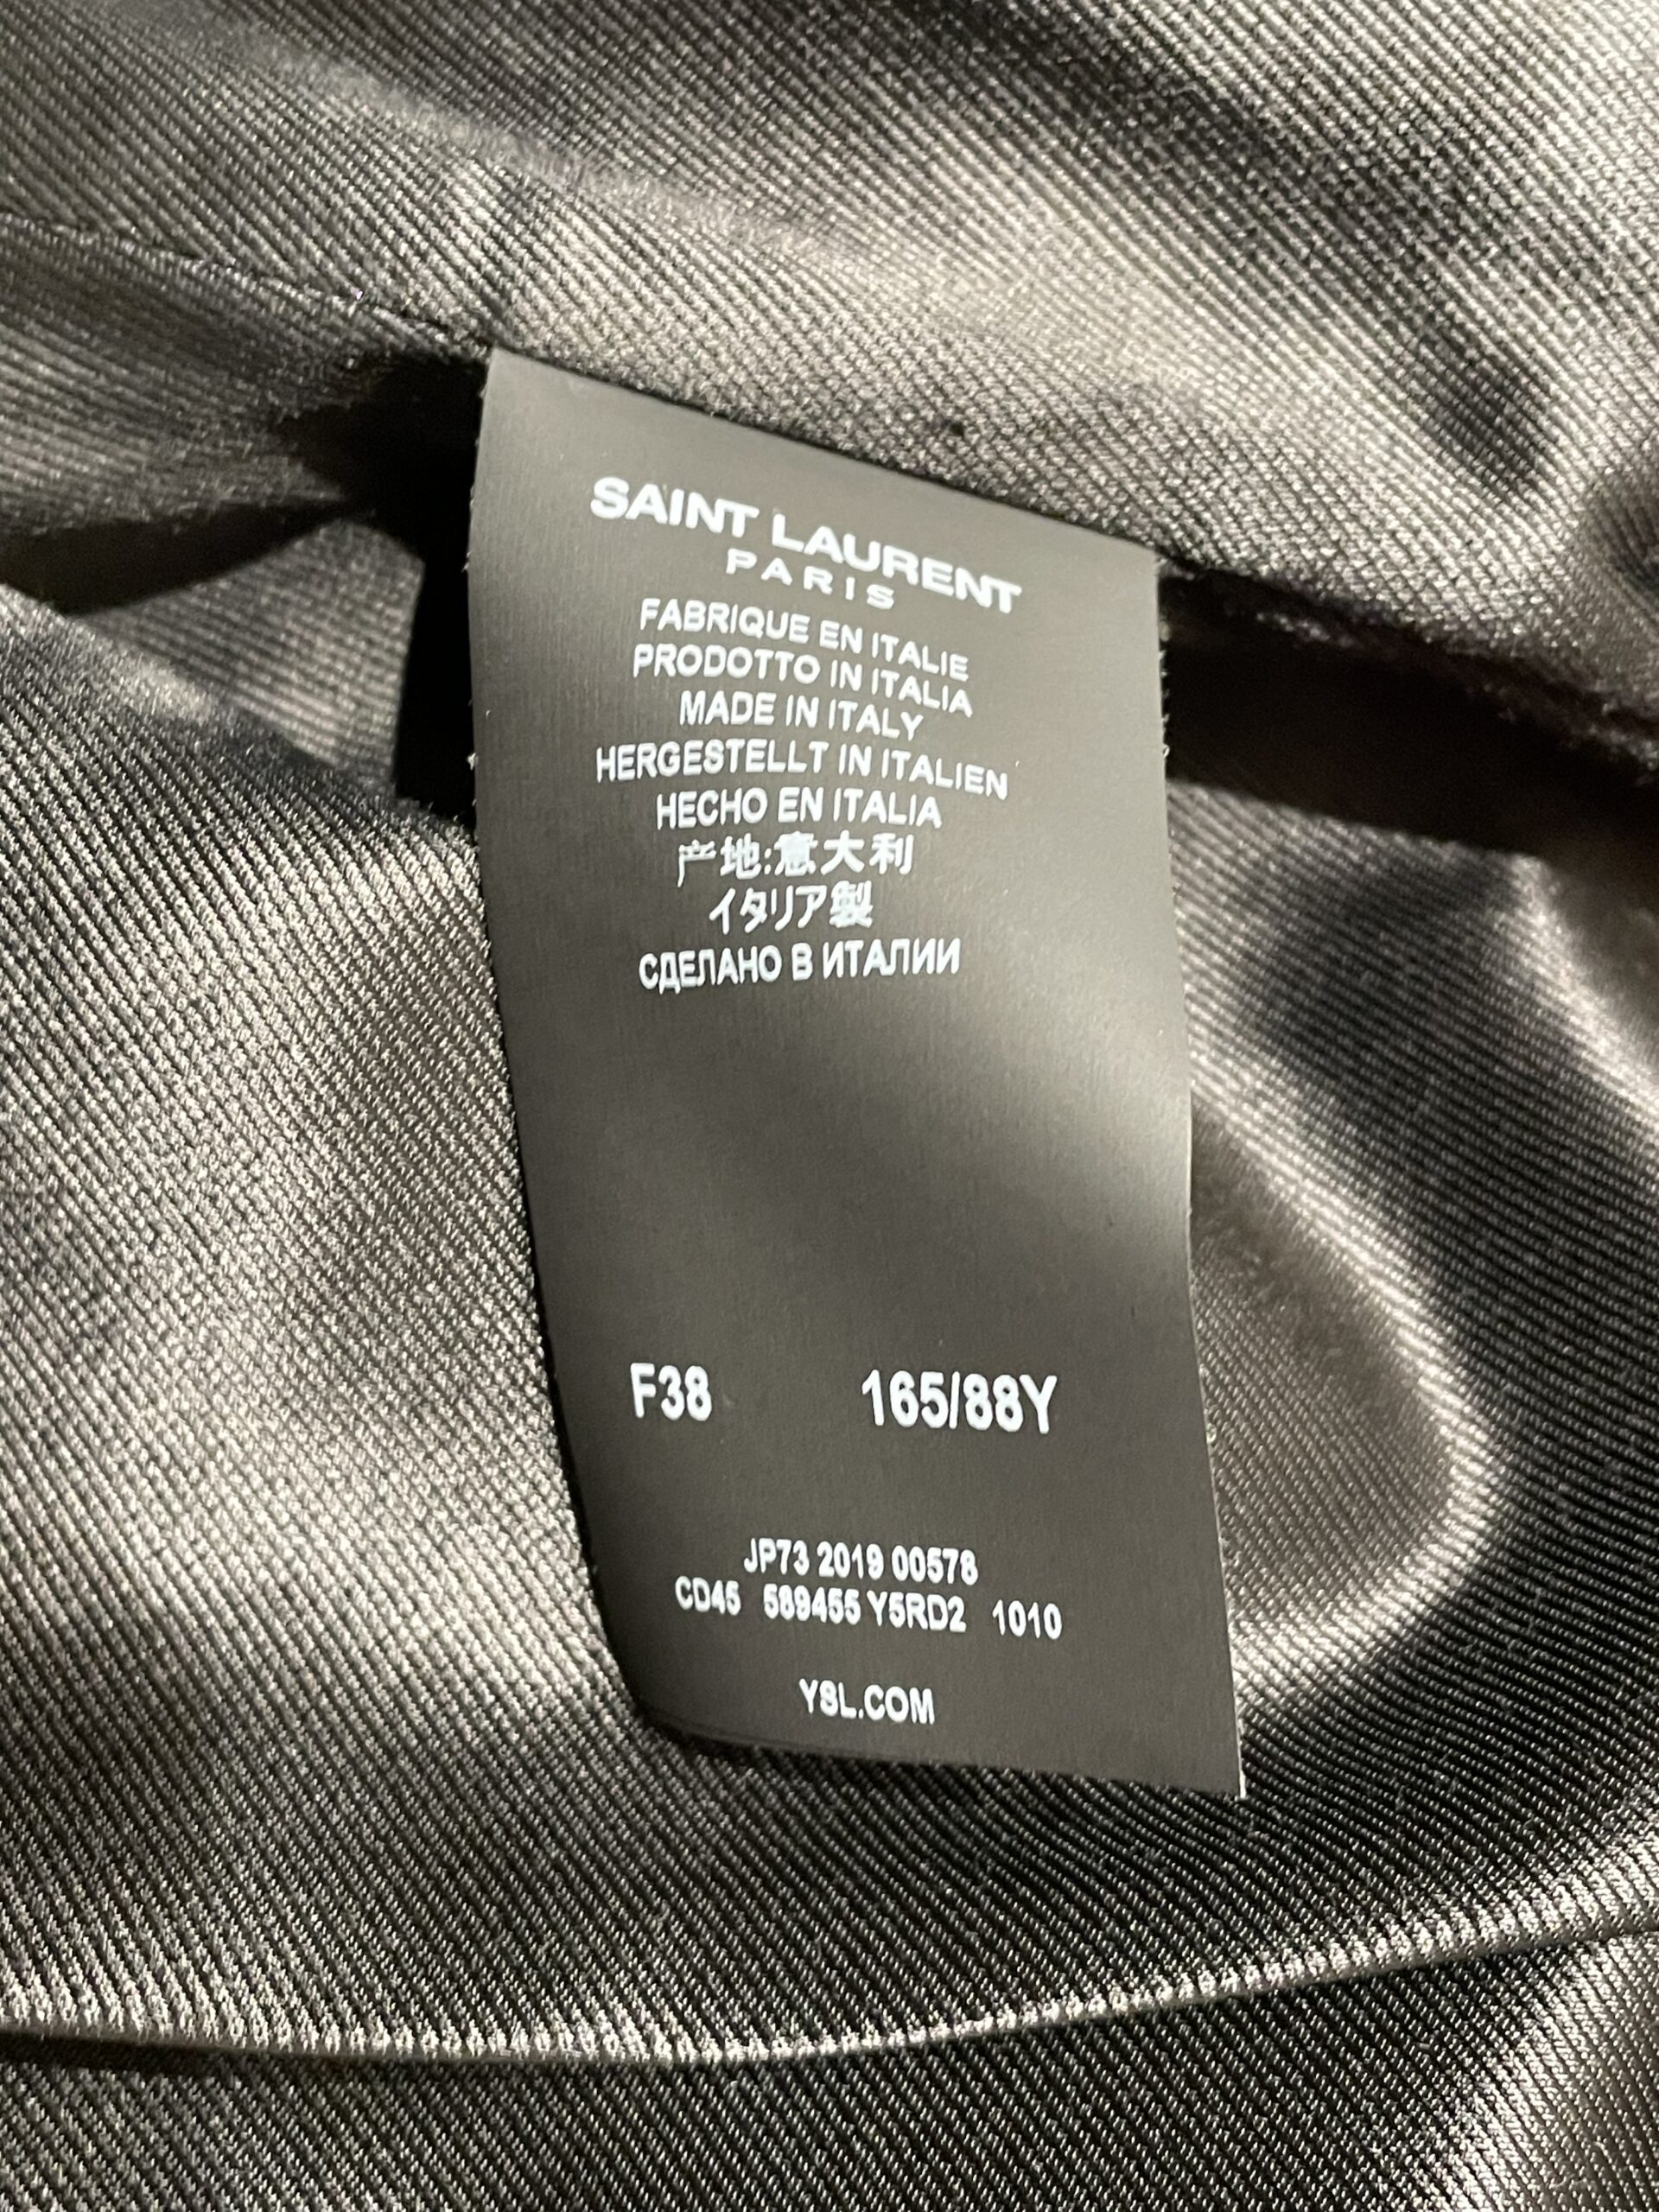 SAINT LAURENT
PARIS
FABRIQUE EN ITALIE
PRODOTTO IN ITALIA
MADE IN ITALY
HERGESTELLT IN ITALIEN
HECHO EN ITALIA
产地:意大利
イタリア製
СДЕЛАНО В ИТАЛИИ
F38 165/88Y
JP73 2019 00578
CD45 589455 Y5RD2 1010
YSL.COM